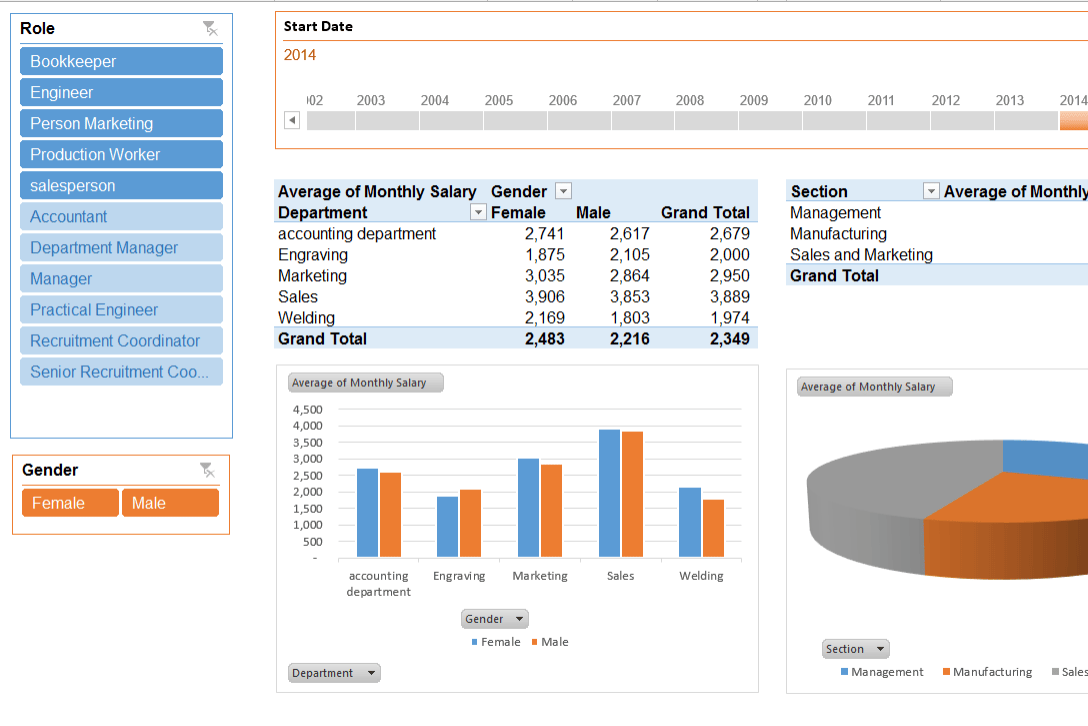 Role
Bookkeeper
Engineer
Person Marketing
Production Worker
salesperson
Accountant
Department Manager
Manager
Practical Engineer
Recruitment Coordinator
Senior Recruitment Coo...
Gender
Female Male
Start Date
2014
02 2003 2004 2005 2006 2007 2008 2009 2010 2011 2012 2013 2014
Average of Monthly Salary Gender
Department Female Male Grand Total
accounting department 2,741 2,617 2,679
Engraving 1,875 2,105 2,000
Marketing 3,035 2,864 2,950
Sales 3,906 3,853 3,889
Welding 2,169 1,803 1,974
Grand Total 2,483 2,216 2,349
Section Average of Monthly
Management
Manufacturing
Sales and Marketing
Grand Total
Average of Monthly Salary
4,500
4,000
3,500
3,000
2,500
2,000
1,500
1,000
500
-
accounting department Engraving Marketing Sales Welding
Gender
Female Male
Department
Average of Monthly Salary
Section
Management Manufacturing Sales